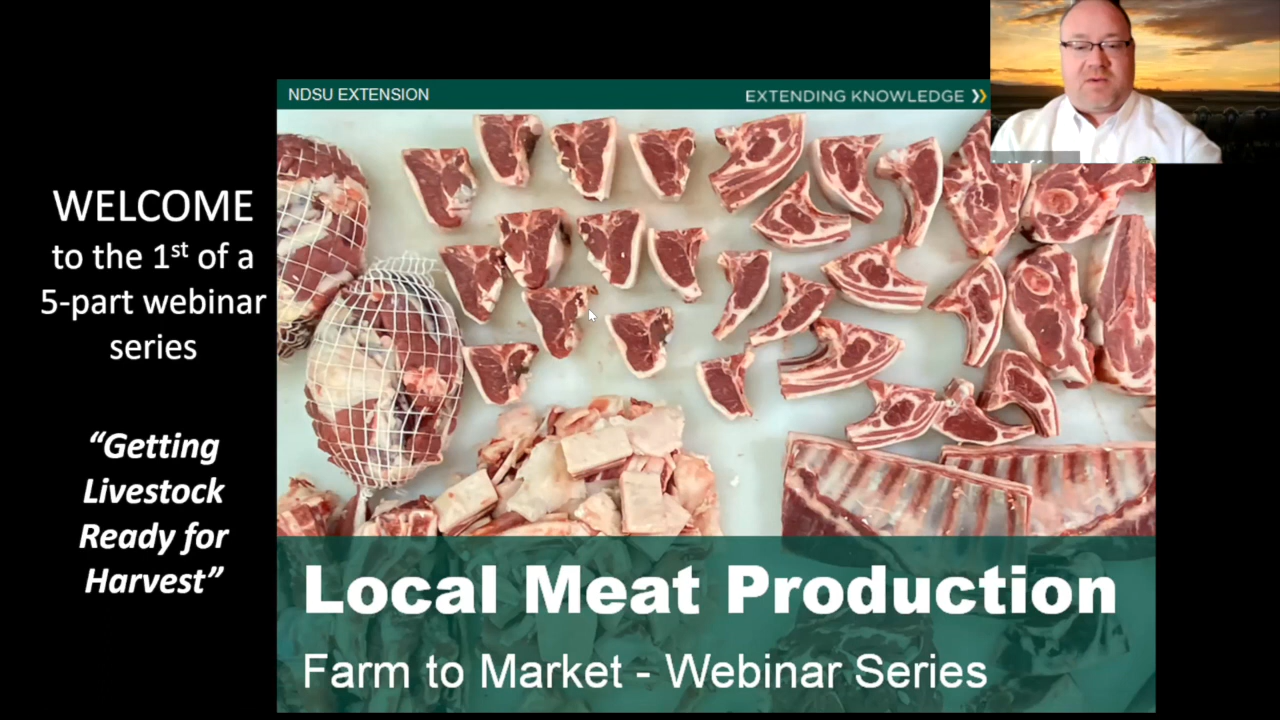 NDSU EXTENSION
EXTENDING KNOWLEDGE
WELCOME
to the 1st of a
5-part webinar
series
“Getting
Livestock
Ready for
Harvest”
Local Meat Production
Farm to Market - Webinar Series